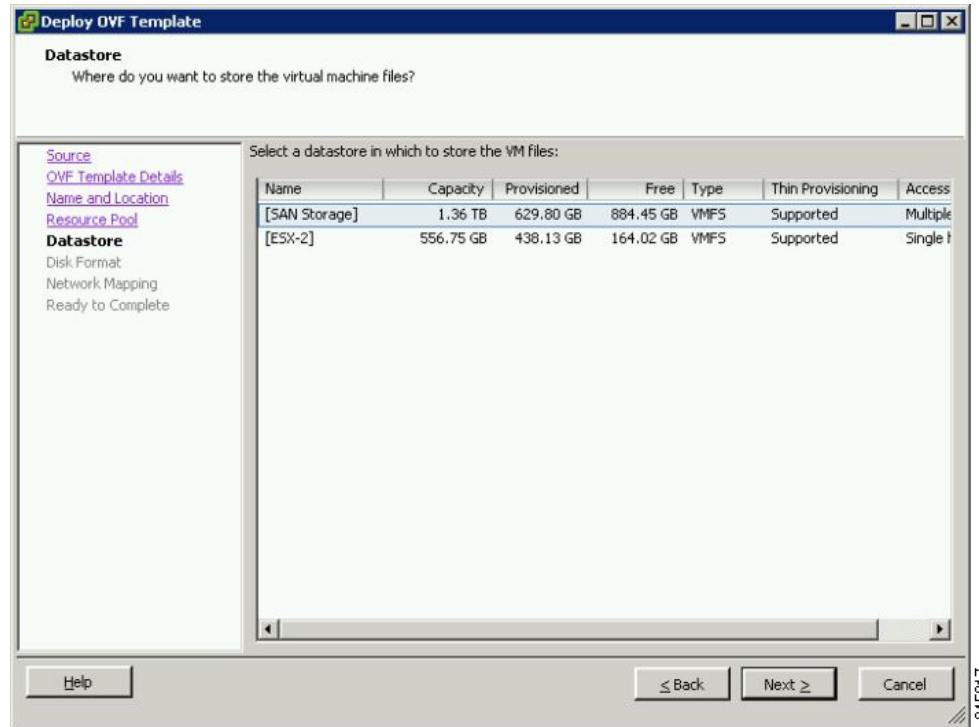 Deploy OVF Template
Datastore
Where do you want to store the virtual machine files?
Source
OVF Template Details
Name and Location
Resource Pool
Datastore
Disk Format
Network Mapping
Ready to Complete
Select a datastore in which to store the VM files:
Name Capacity Provisioned Free Type Thin Provisioning Access
[SAN Storage] 1.36 TB 629.80 GB 884.45 GB VMFS Supported Multiple
[ESX-2] 556.75 GB 438.13 GB 164.02 GB VMFS Supported Single
Help
≤ Back
Next ≥
Cancel